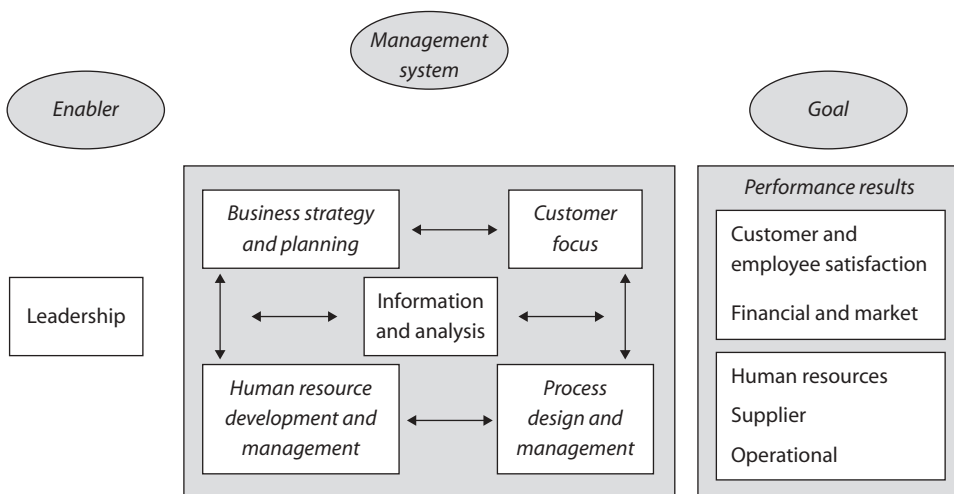 Management
system
Enabler
Goal
Business strategy
and planning
Customer
focus
Performance results
Customer and
employee satisfaction
Financial and market
Leadership
Information
and analysis
Human resource
development and
management
Process
design and
management
Human resources
Supplier
Operational